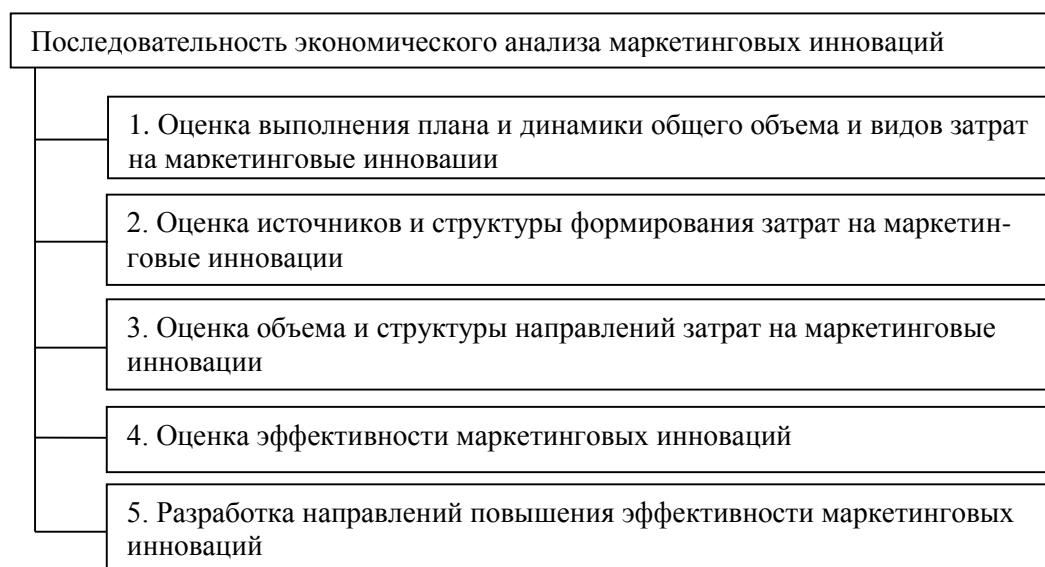 Последовательность экономического анализа маркетинговых инноваций
1. Оценка выполнения плана и динамики общего объема и видов затрат
на маркетинговые инновации
2. Оценка источников и структуры формирования затрат на маркетин-
говые инновации
3. Оценка объема и структуры направлений затрат на маркетинговые
инновации
4. Оценка эффективности маркетинговых инноваций
5. Разработка направлений повышения эффективности маркетинговых
инноваций